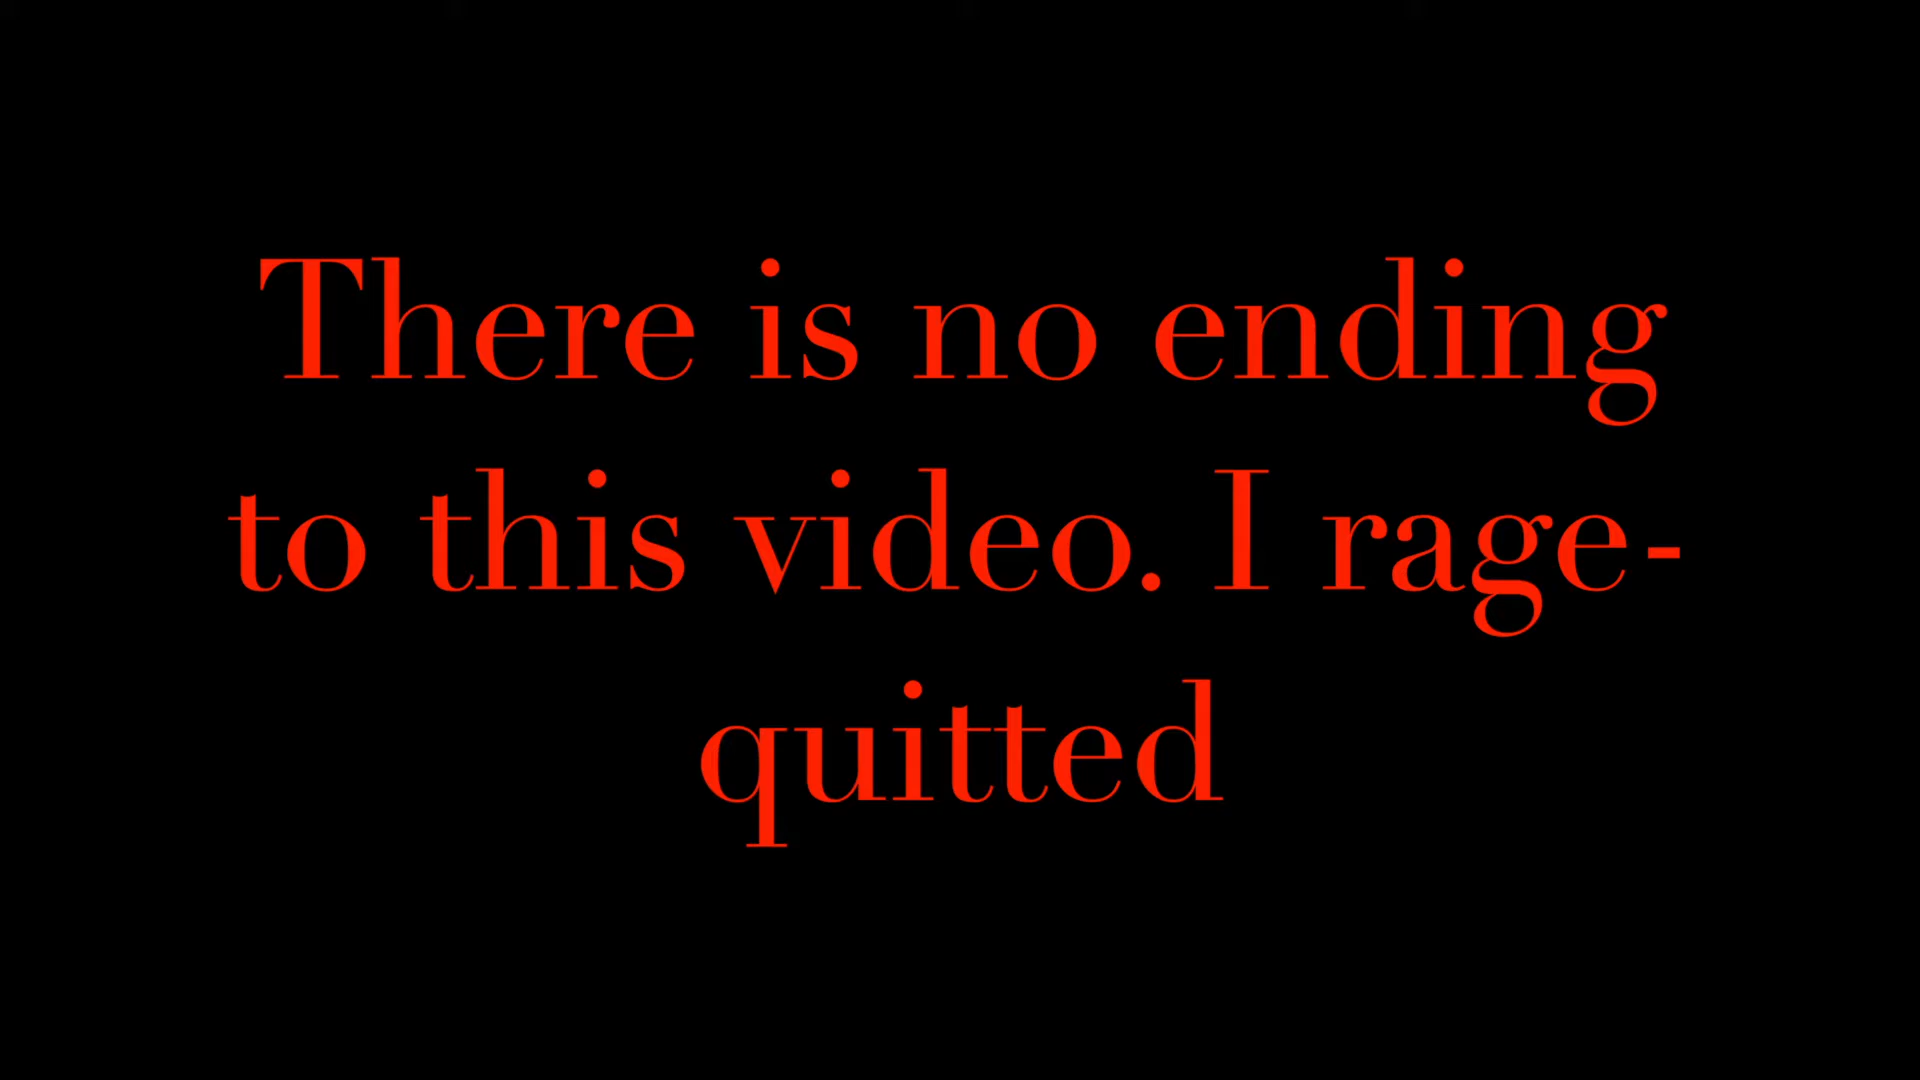 There is no ending
to this video. I rage-
quitted